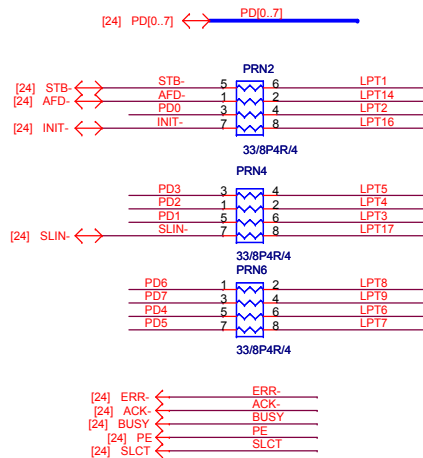 [24] PD[0..7] PD[0..7]
PRN2
[24] STB- STB- 5 6 LPT1
[24] AFD- AFD- 1 2 LPT14
PD0 3 4 LPT2
[24] INIT- INIT- 7 8 LPT16
33/8P4R/4
PRN4
PD3 3 4 LPT5
PD2 1 2 LPT4
PD1 5 6 LPT3
[24] SLIN- SLIN- 7 8 LPT17
33/8P4R/4
PRN6
PD6 1 2 LPT8
PD7 3 4 LPT9
PD4 5 6 LPT6
PD5 7 8 LPT7
33/8P4R/4
[24] ERR- ERR-
[24] ACK- ACK-
[24] BUSY BUSY
[24] PE PE
[24] SLCT SLCT